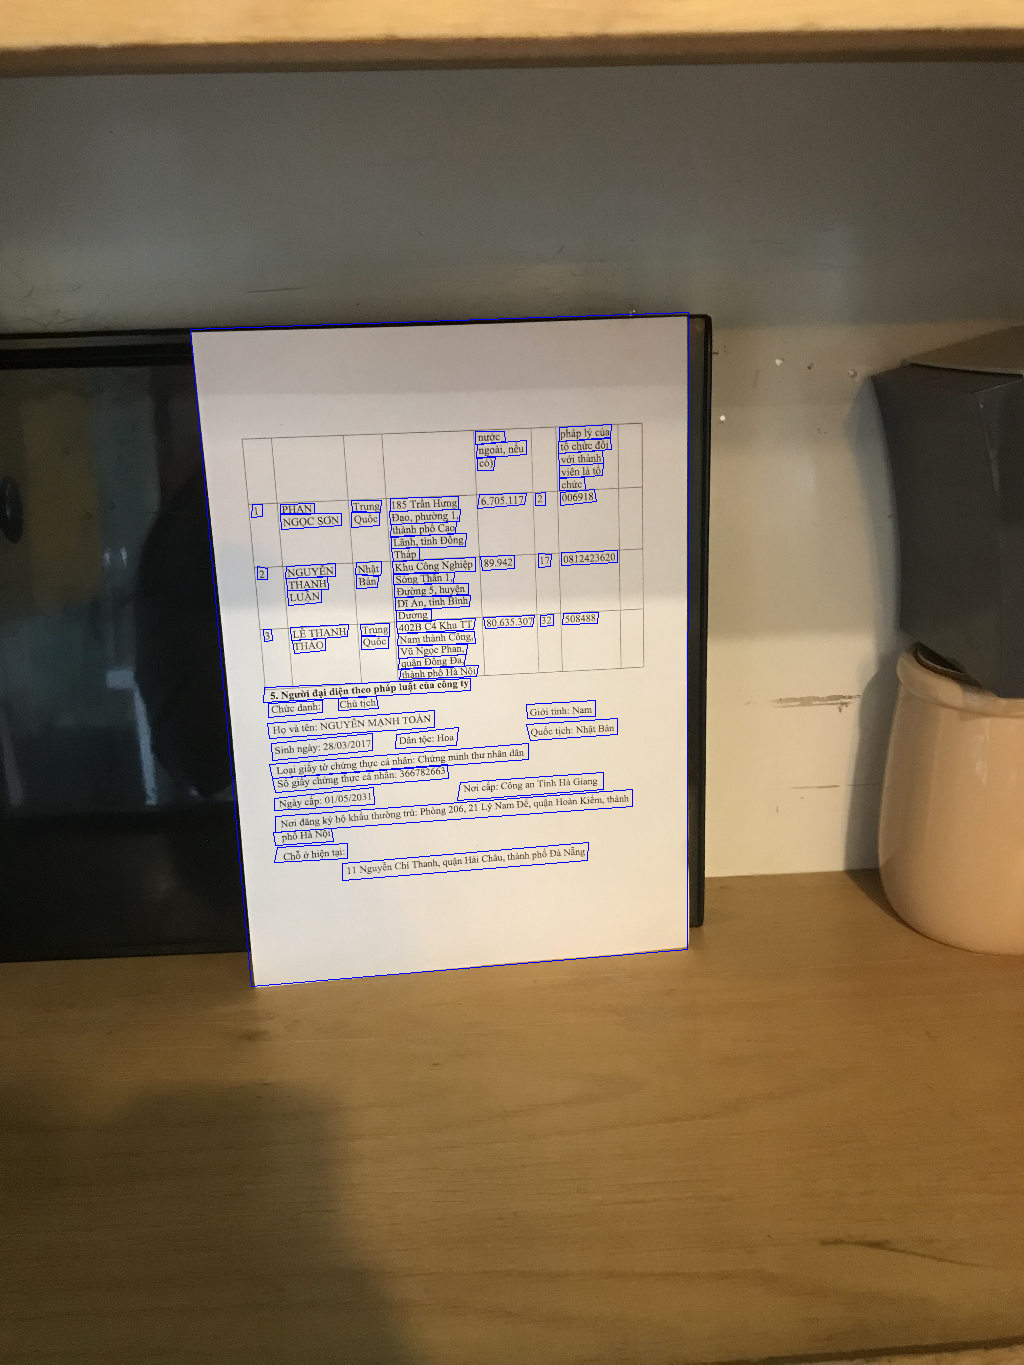 nước
ngoài, nếu
có)
pháp lý của
tổ chức đối
với thành
viên là tổ
chức
1
PHAN
NGỌC SƠN
Trung
Quốc
185 Trần Hưng
Đạo, phường 1,
thành phố Cao
Lãnh, tỉnh Đồng
Tháp
6.705.117
2
006918
2
NGUYỄN
THANH
LUÂN
Nhật
Bản
Khu Công Nghiệp
Sóng Thần 1,
Đường 5, huyện
Dĩ An, tỉnh Bình
Dương
89.942
17
0812423620
3
LÊ THANH
THẢO
Trung
Quốc
402B C4 Khu TT
Nam thành Công,
Vũ Ngọc Phan,
quận Đống Đa,
thành phố Hà Nội
80.635.307
32
508488
5. Người đại diện theo pháp luật của công ty
Chức danh: Chủ tịch
Họ và tên: NGUYỄN MẠNH TOÀN Giới tính: Nam
Sinh ngày: 28/03/2017 Dân tộc: Hoa Quốc tịch: Nhật Bản
Loại giấy tờ chứng thực cá nhân: Chứng minh thư nhân dân
Số giấy chứng thực cá nhân: 366782663
Ngày cấp: 01/05/2031 Nơi cấp: Công an Tỉnh Hà Giang
Nơi đăng ký hộ khẩu thường trú: Phòng 206, 21 Lý Nam Đế, quận Hoàn Kiếm, thành
phố Hà Nội
Chỗ ở hiện tại:
11 Nguyễn Chí Thanh, quận Hải Châu, thành phố Đà Nẵng